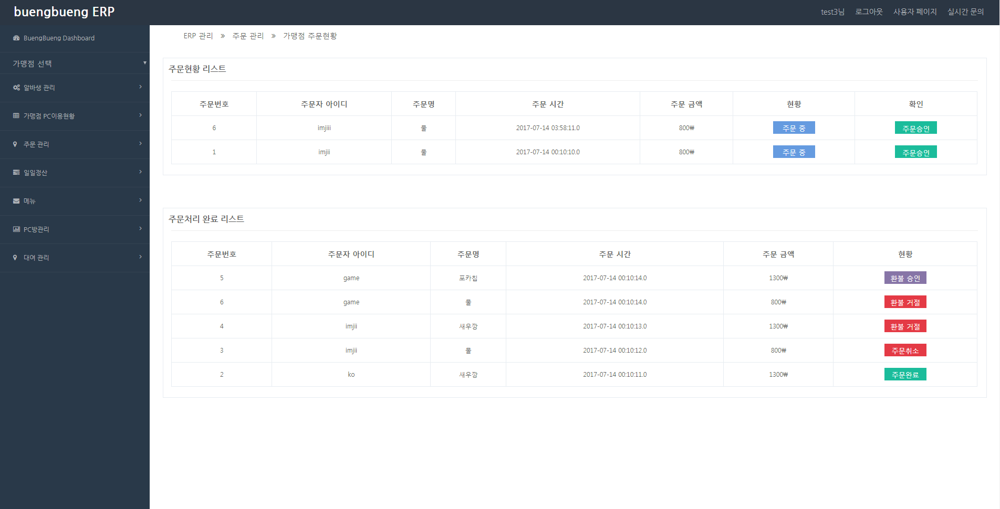 buengbueng ERP
test3님 로그아웃 사용자 페이지 실시간 문의
BuengBueng Dashboard
가맹점 선택
알바생 관리
가맹점 PC이용현황
주문 관리
일일정산
메뉴
PC방관리
대여 관리
ERP 관리 » 주문 관리 » 가맹점 주문현황
주문현황 리스트
주문번호 주문자 아이디 주문명 주문 시간 주문 금액 현황 확인
6 imjiii 물 2017-07-14 03:58:11.0 800₩ 주문 중 주문승인
1 imjii 물 2017-07-14 00:10:10.0 800₩ 주문 중 주문승인
주문처리 완료 리스트
주문번호 주문자 아이디 주문명 주문 시간 주문 금액 현황
5 game 포카칩 2017-07-14 00:10:14.0 1300₩ 환불 승인
6 game 물 2017-07-14 00:10:14.0 800₩ 환불 거절
4 imjii 새우깡 2017-07-14 00:10:13.0 1300₩ 환불 거절
3 imjii 물 2017-07-14 00:10:12.0 800₩ 주문취소
2 ko 새우깡 2017-07-14 00:10:11.0 1300₩ 주문완료